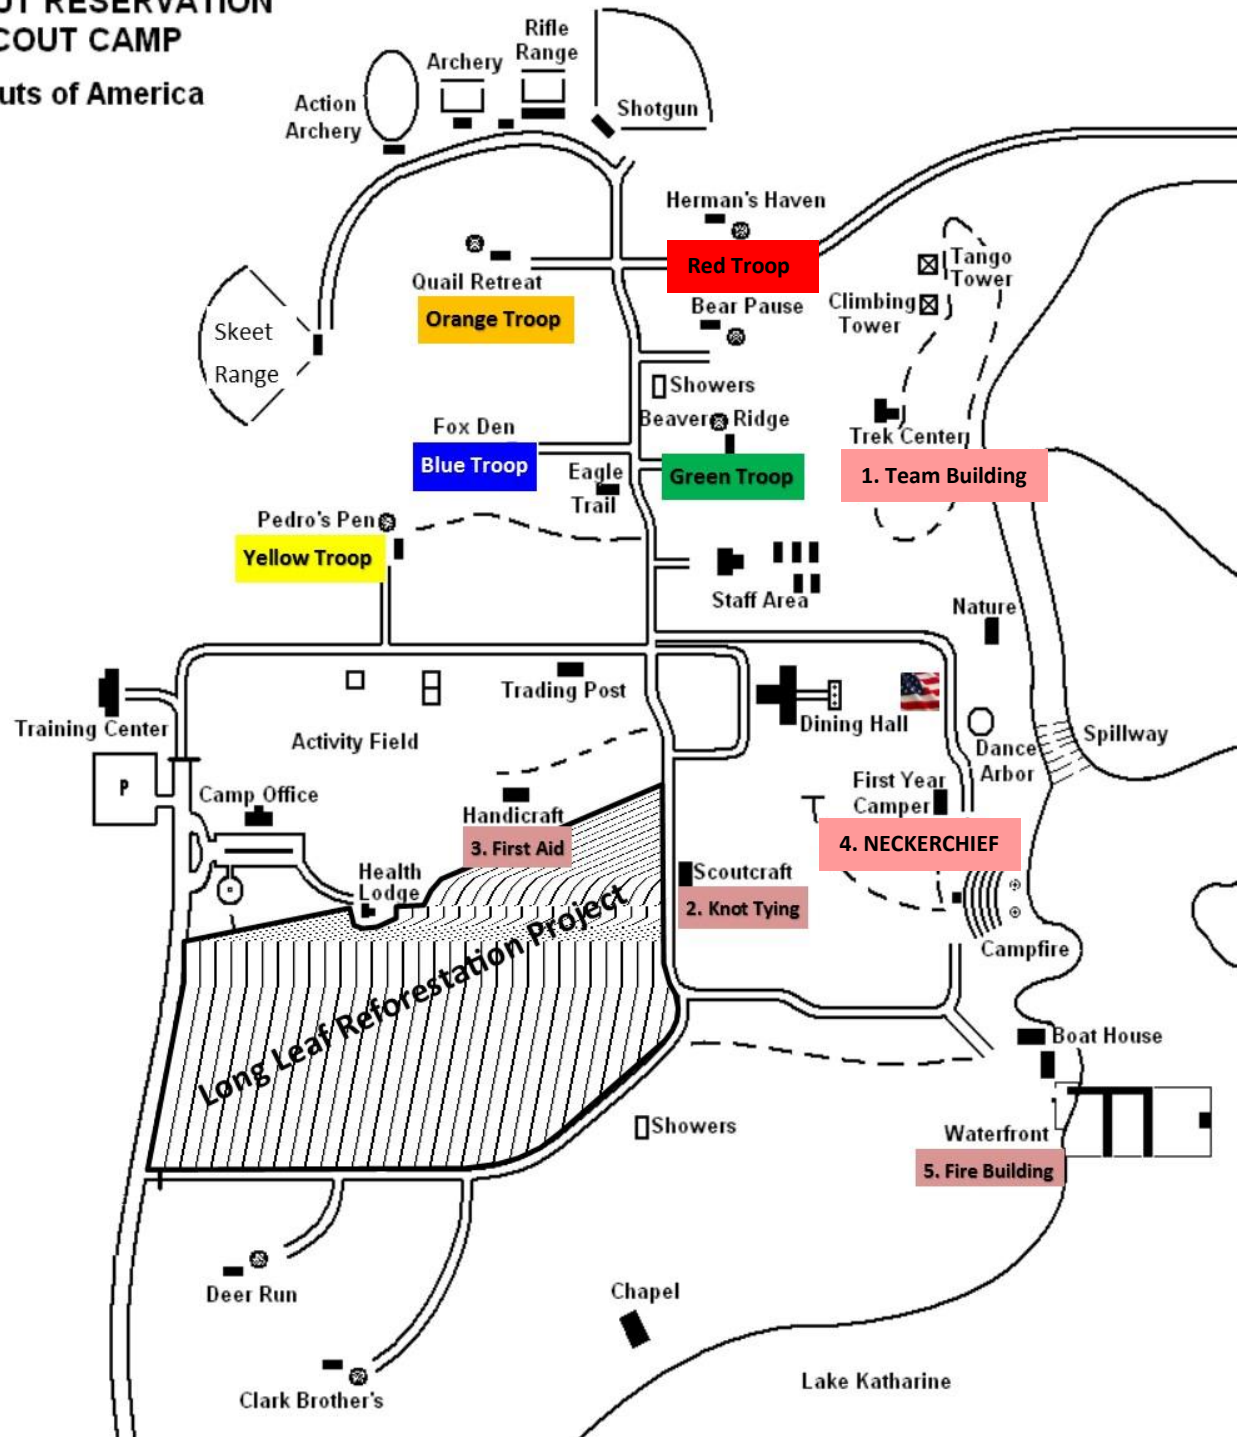 UT RESERVATION
COUT CAMP
uts of America
Rifle
Range
Archery
Action
Archery
Shotgun
Herman's Haven
Red Troop
Quail Retreat
Orange Troop
Tango
Tower
Climbing
Tower
Bear Pause
Skeet
Range
Showers
Beaver Ridge
Green Troop
Fox Den
Blue Troop
Eagle
Trail
Trek Center
1. Team Building
Pedro's Pen
Yellow Troop
Staff Area
Nature
Training Center
Trading Post
Dining Hall
Activity Field
Dance
Arbor
Spillway
P
Camp Office
Handicraft
3. First Aid
First Year
Camper
4. NECKERCHIEF
Health
Lodge
Scoutcraft
2. Knot Tying
Campfire
Long Leaf Reforestation Project
Boat House
Showers
Waterfront
5. Fire Building
Deer Run
Chapel
Clark Brother's
Lake Katharine